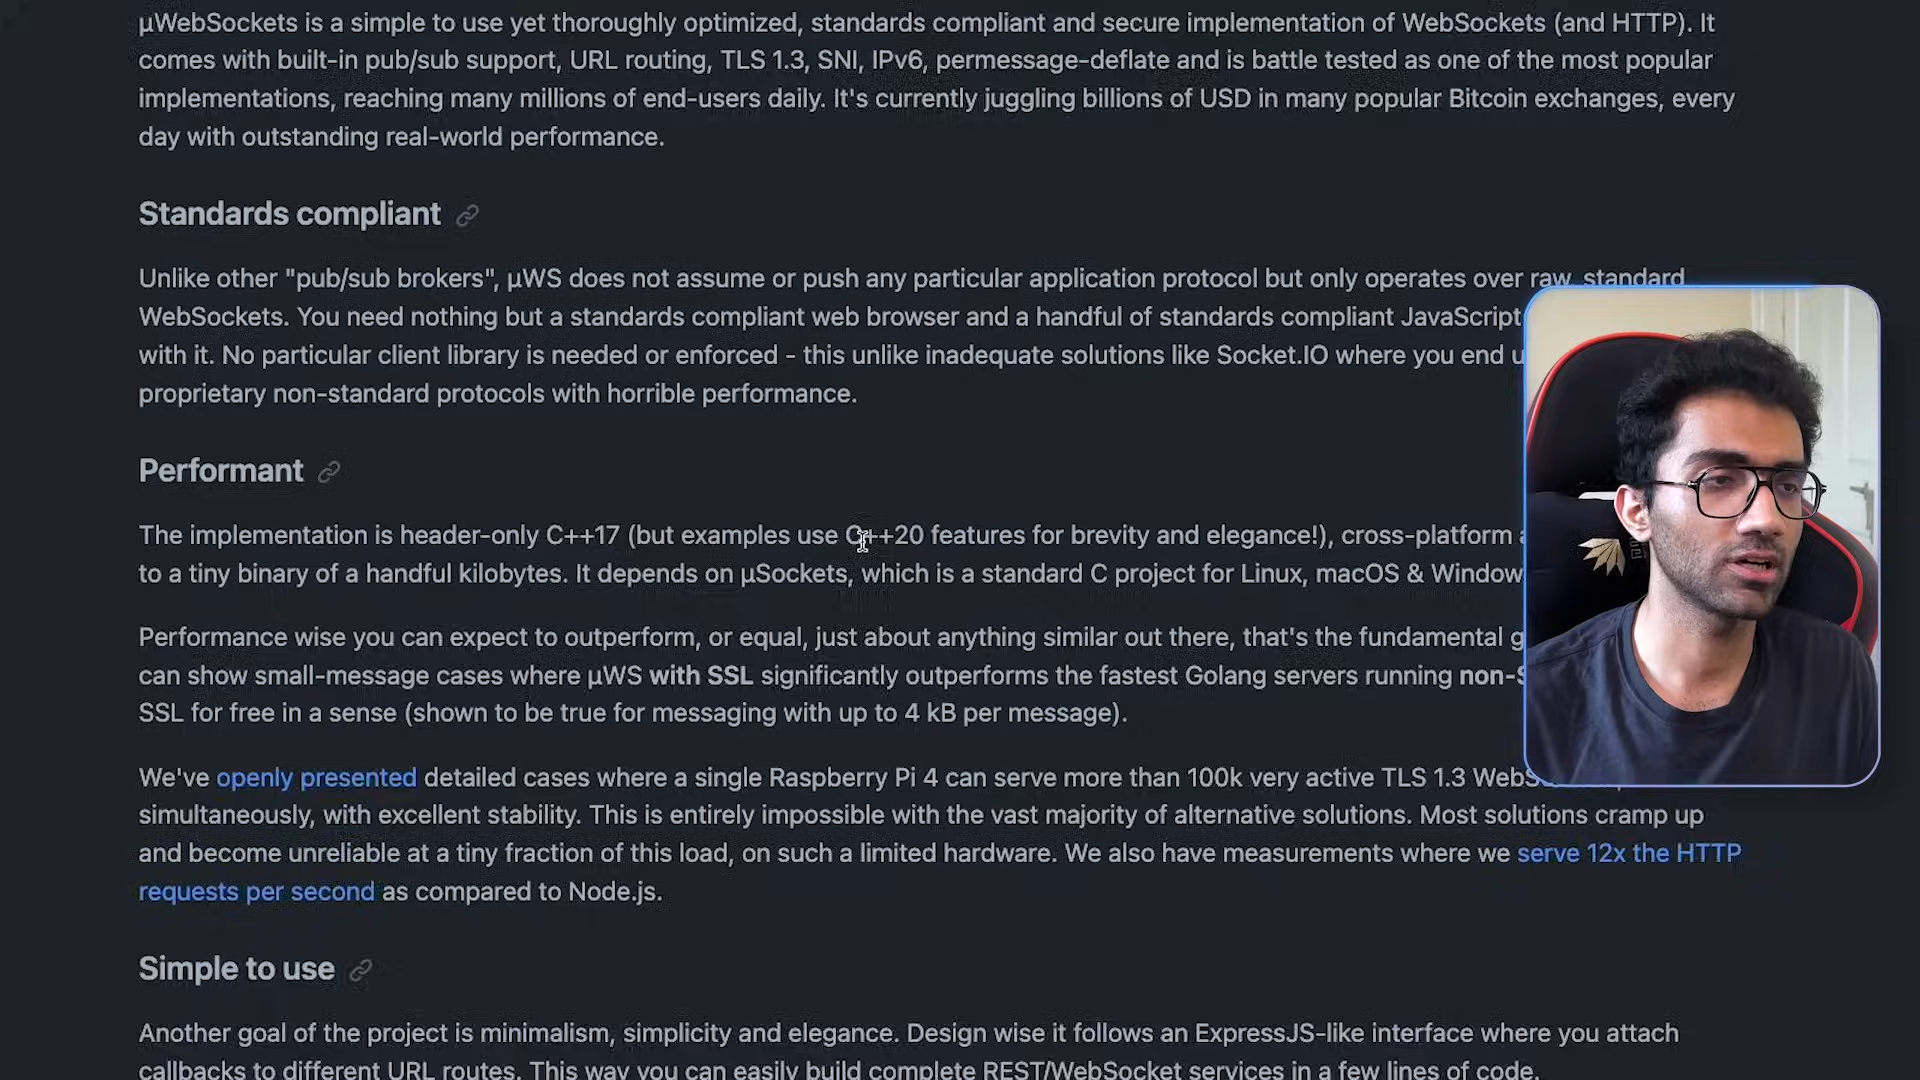 µWebSockets is a simple to use yet thoroughly optimized, standards compliant and secure implementation of WebSockets (and HTTP). It
comes with built-in pub/sub support, URL routing, TLS 1.3, SNI, IPv6, permessage-deflate and is battle tested as one of the most popular
implementations, reaching many millions of end-users daily. It's currently juggling billions of USD in many popular Bitcoin exchanges, every
day with outstanding real-world performance.
Standards compliant
Unlike other "pub/sub brokers", µWS does not assume or push any particular application protocol but only operates over raw, standard
WebSockets. You need nothing but a standards compliant web browser and a handful of standards compliant JavaScript
with it. No particular client library is needed or enforced - this unlike inadequate solutions like Socket.IO where you end u
proprietary non-standard protocols with horrible performance.
Performant
The implementation is header-only C++17 (but examples use C++20 features for brevity and elegance!), cross-platform a
to a tiny binary of a handful kilobytes. It depends on µSockets, which is a standard C project for Linux, macOS & Window
Performance wise you can expect to outperform, or equal, just about anything similar out there, that's the fundamental g
can show small-message cases where µWS with SSL significantly outperforms the fastest Golang servers running non-S
SSL for free in a sense (shown to be true for messaging with up to 4 kB per message).
We've openly presented detailed cases where a single Raspberry Pi 4 can serve more than 100k very active TLS 1.3 WebS
simultaneously, with excellent stability. This is entirely impossible with the vast majority of alternative solutions. Most solutions cramp up
and become unreliable at a tiny fraction of this load, on such a limited hardware. We also have measurements where we serve 12x the HTTP
requests per second as compared to Node.js.
Simple to use
Another goal of the project is minimalism, simplicity and elegance. Design wise it follows an ExpressJS-like interface where you attach
callbacks to different URL routes. This way you can easily build complete REST/WebSocket services in a few lines of code.